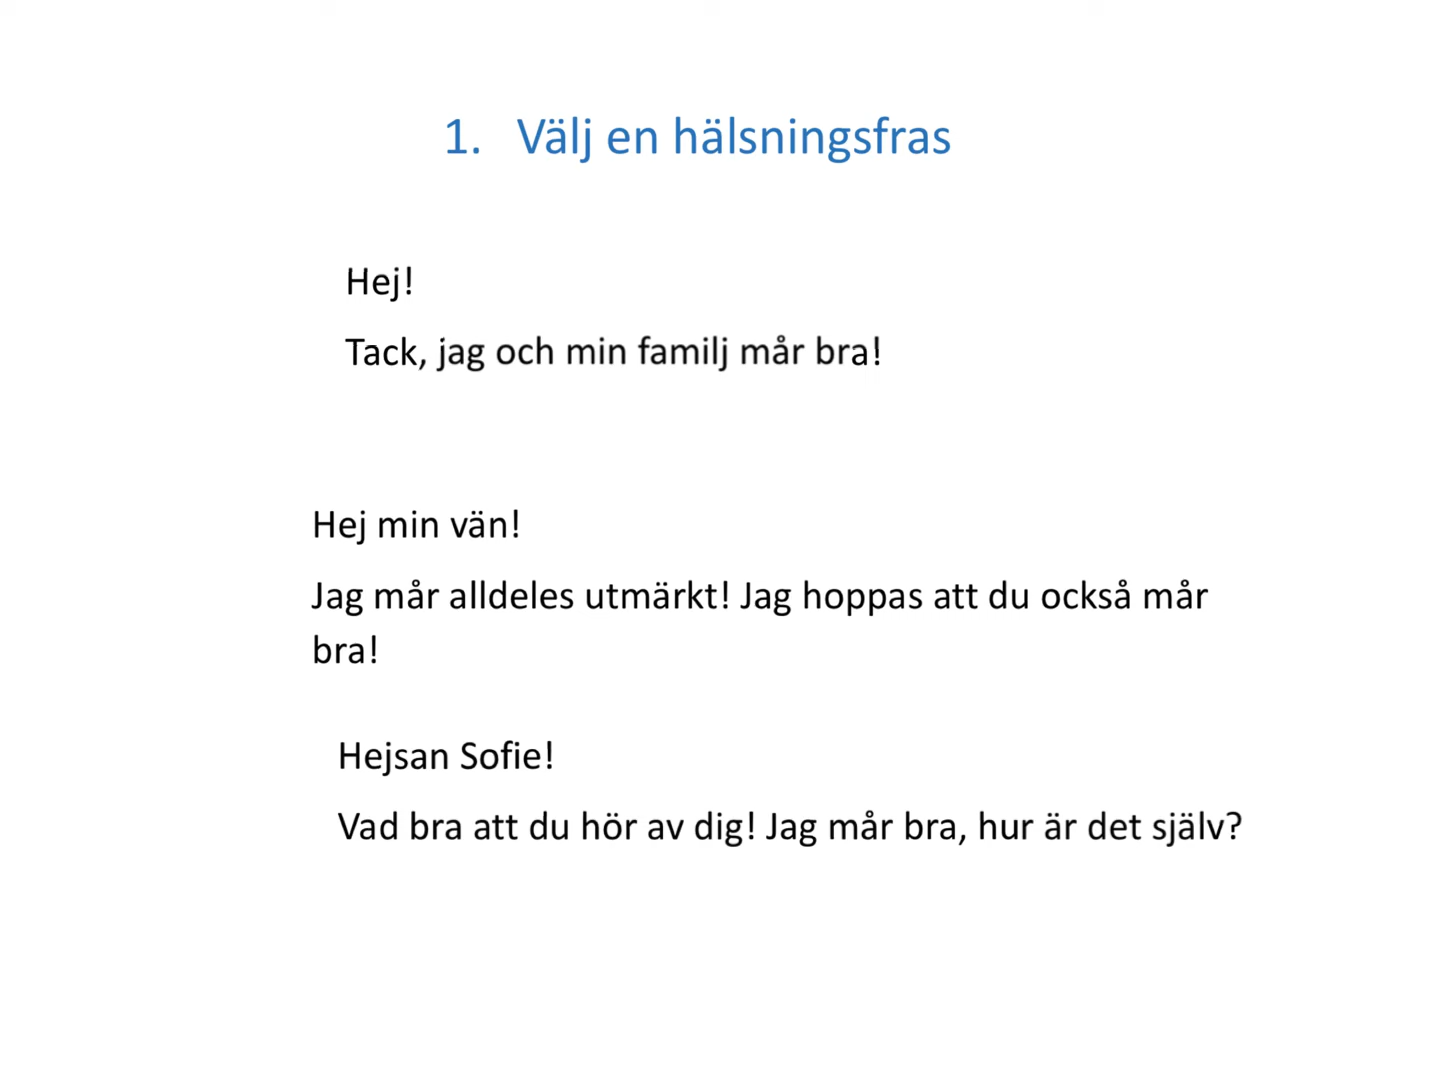 1. Välj en hälsningsfras
Hej!
Tack, jag och min familj mår bra!
Hej min vän!
Jag mår alldeles utmärkt! Jag hoppas att du också mår
bra!
Hejsan Sofie!
Vad bra att du hör av dig! Jag mår bra, hur är det själv?